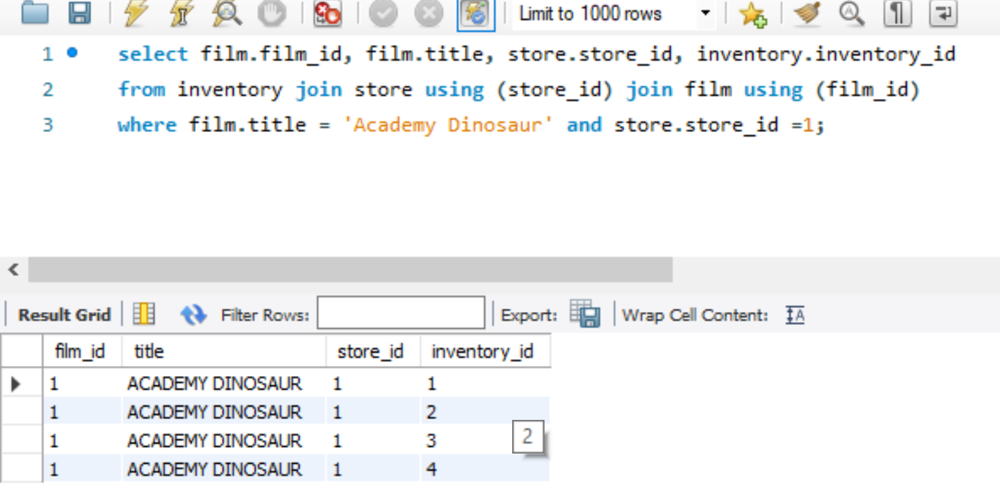 Limit to 1000 rows
1 select film.film_id, film.title, store.store_id, inventory.inventory_id
2 from inventory join store using (store_id) join film using (film_id)
3 where film.title = 'Academy Dinosaur' and store.store_id =1;
Result Grid Filter Rows: Export: Wrap Cell Content: A
film_id title store_id inventory_id
1 ACADEMY DINOSAUR 1 1
1 ACADEMY DINOSAUR 1 2
1 ACADEMY DINOSAUR 1 3 2
1 ACADEMY DINOSAUR 1 4